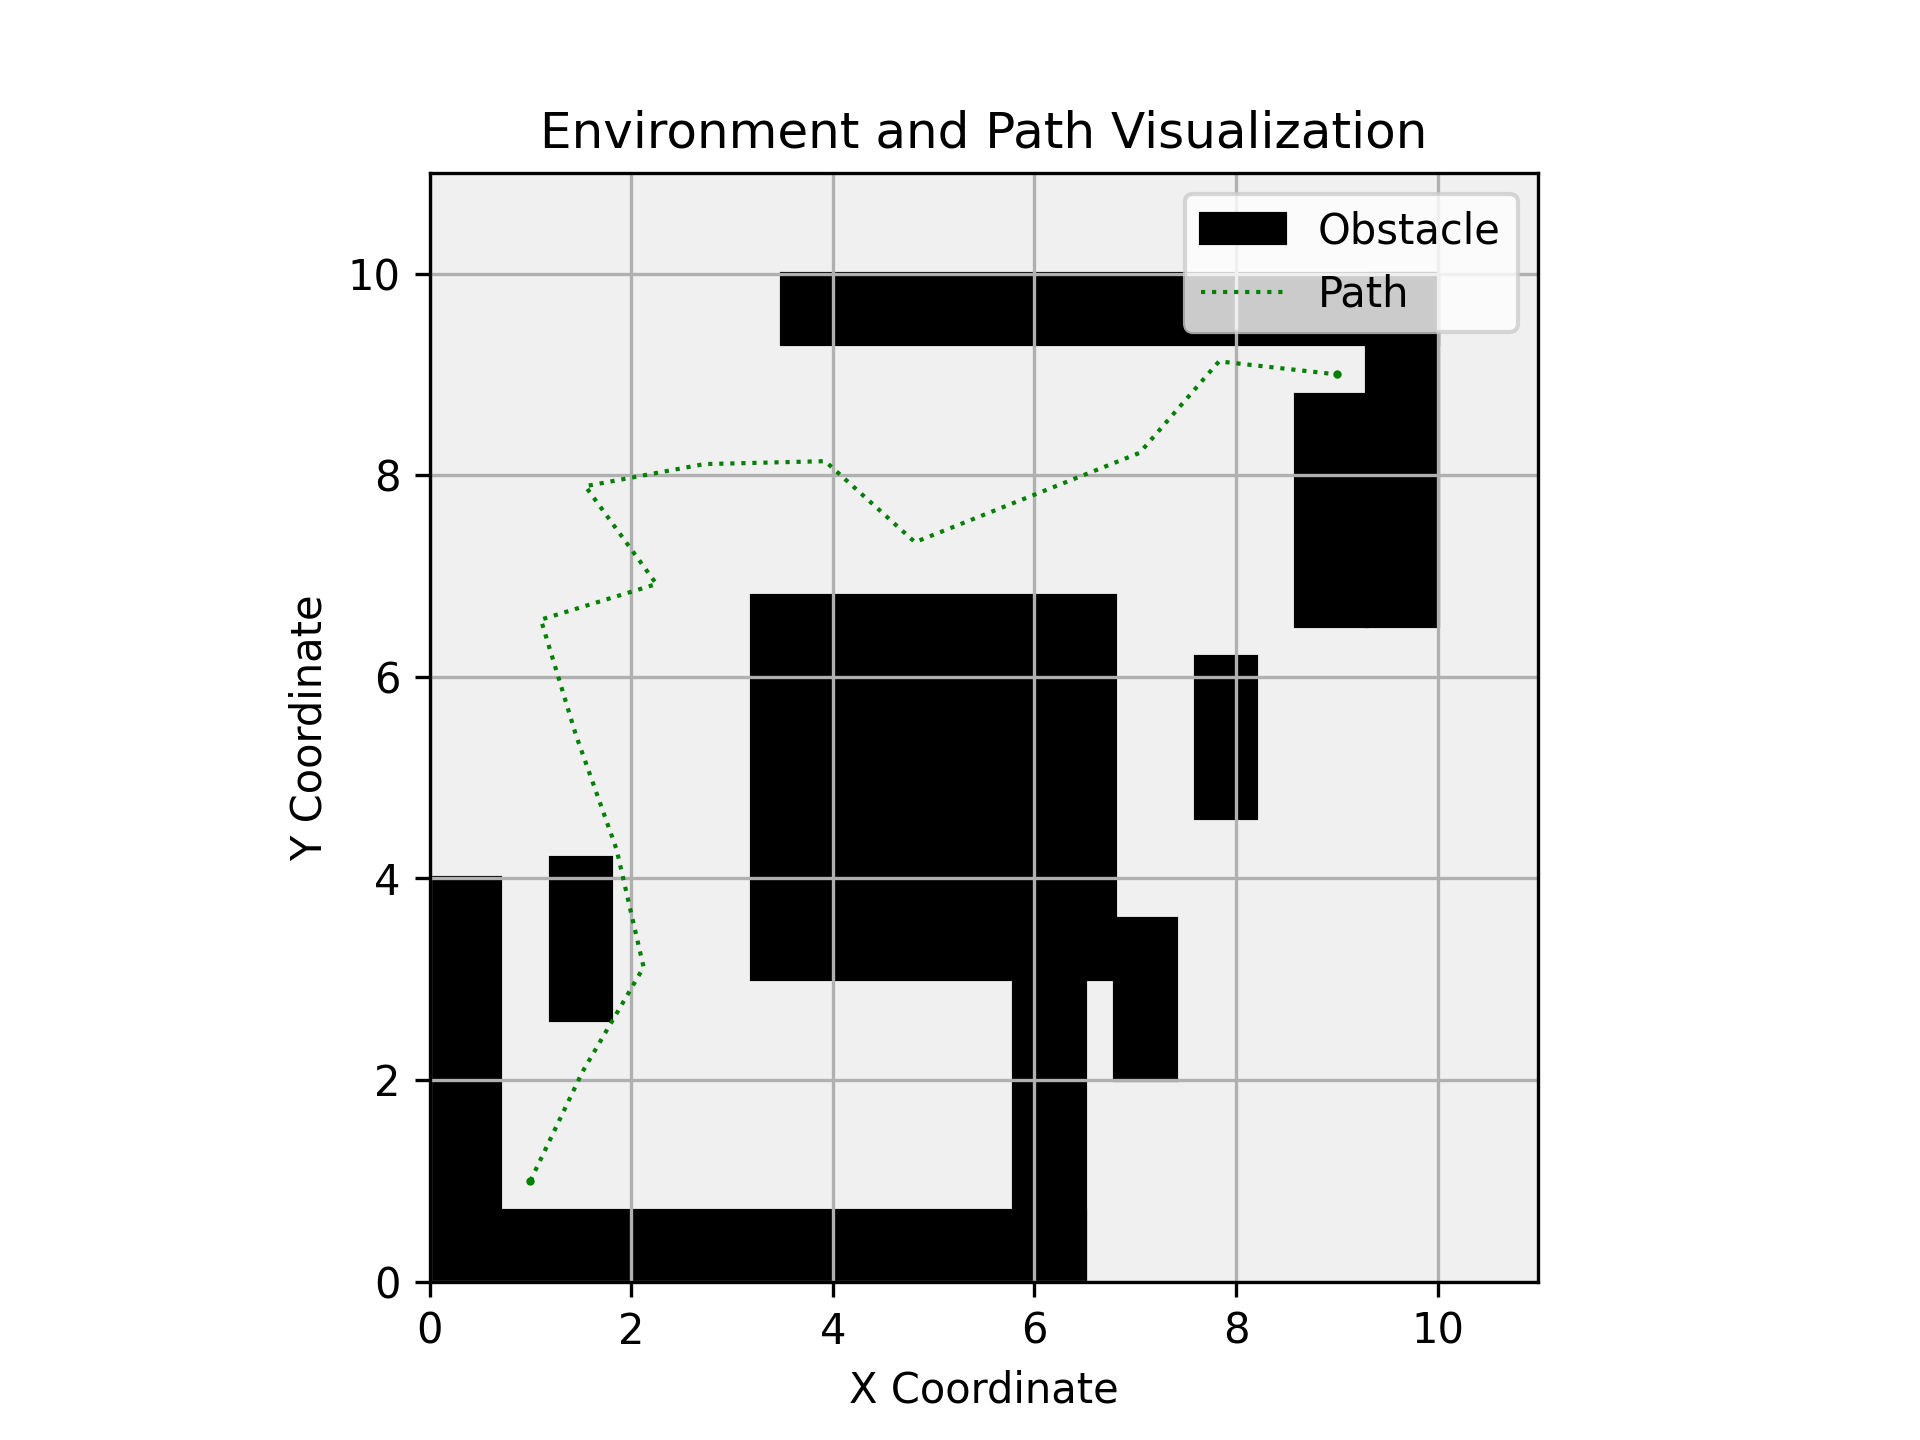 Environment and Path Visualization
Obstacle
Path
10
8
6
4
2
0
Y Coordinate
0 2 4 6 8 10
X Coordinate